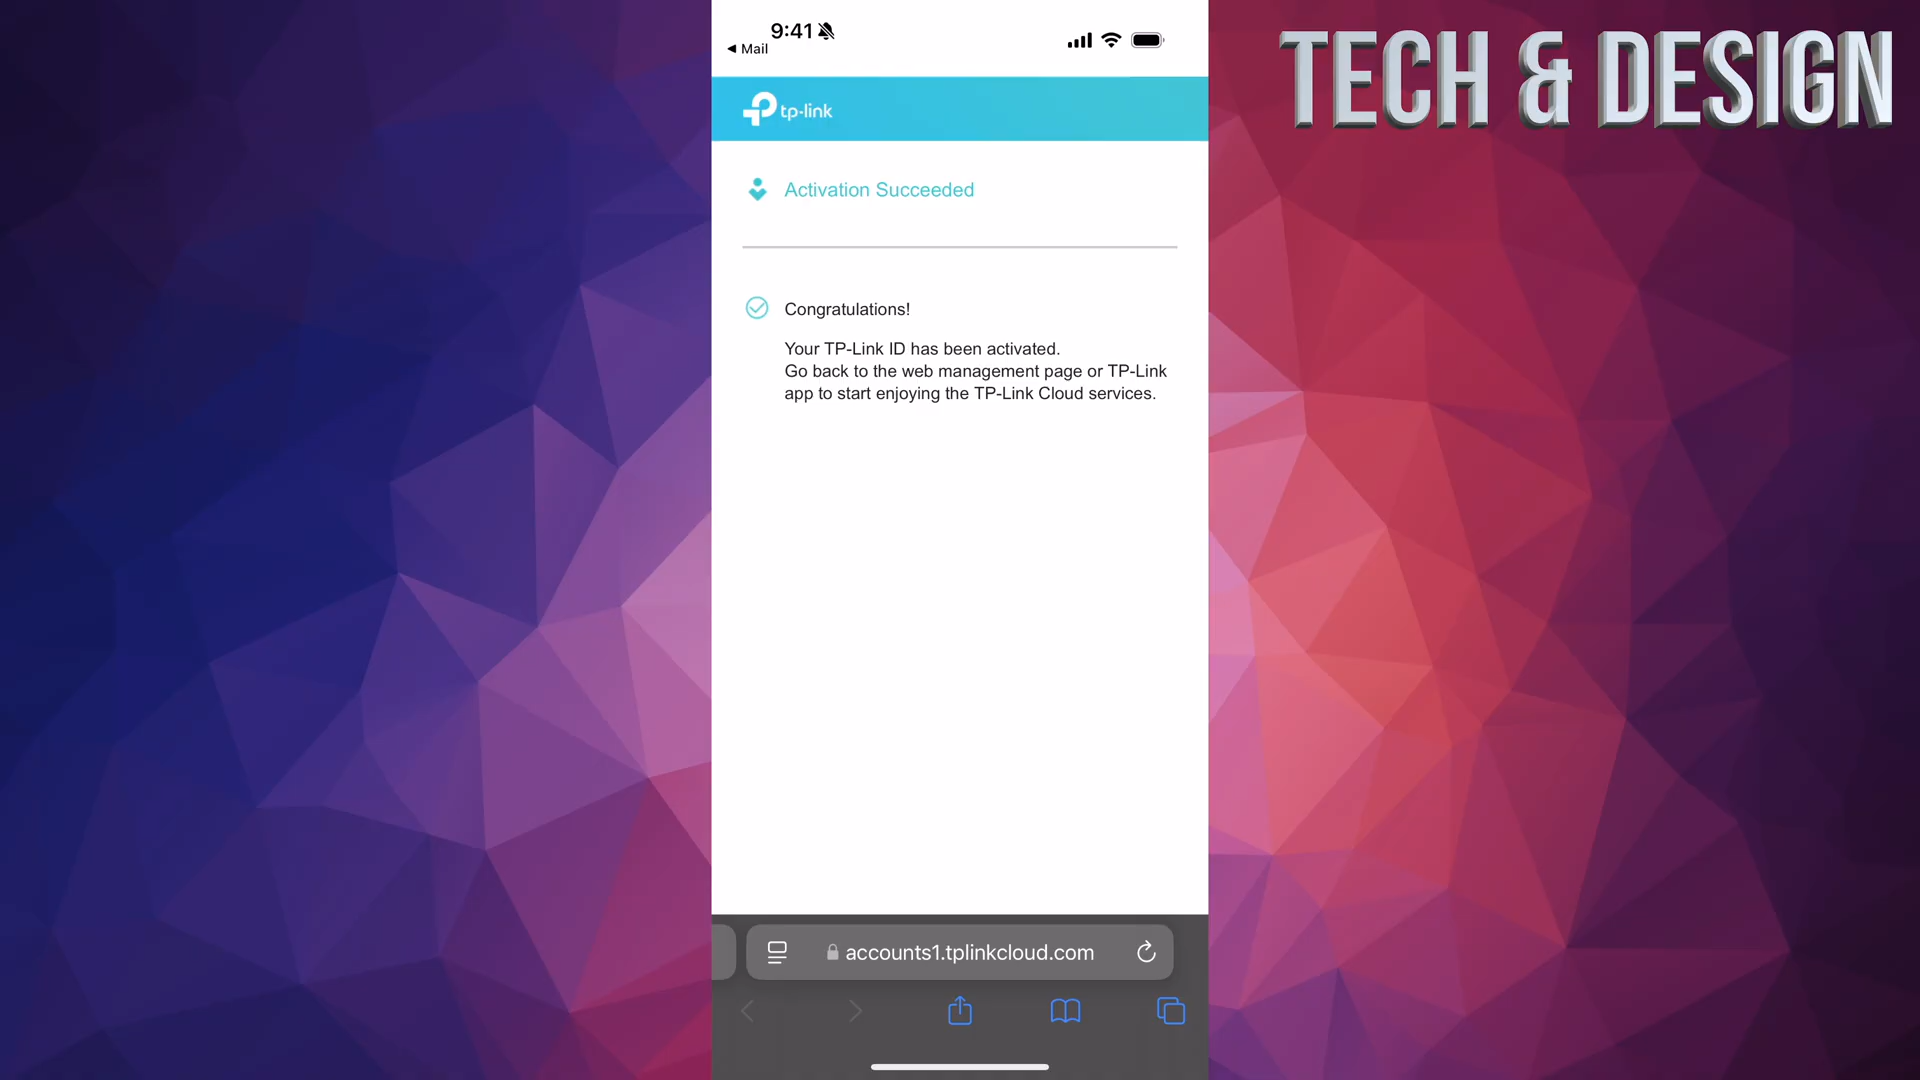 9:41
◀ Mail
TECH & DESIGN
tp-link
Activation Succeeded
Congratulations!
Your TP-Link ID has been activated.
Go back to the web management page or TP-Link
app to start enjoying the TP-Link Cloud services.
accounts1.tplinkcloud.com